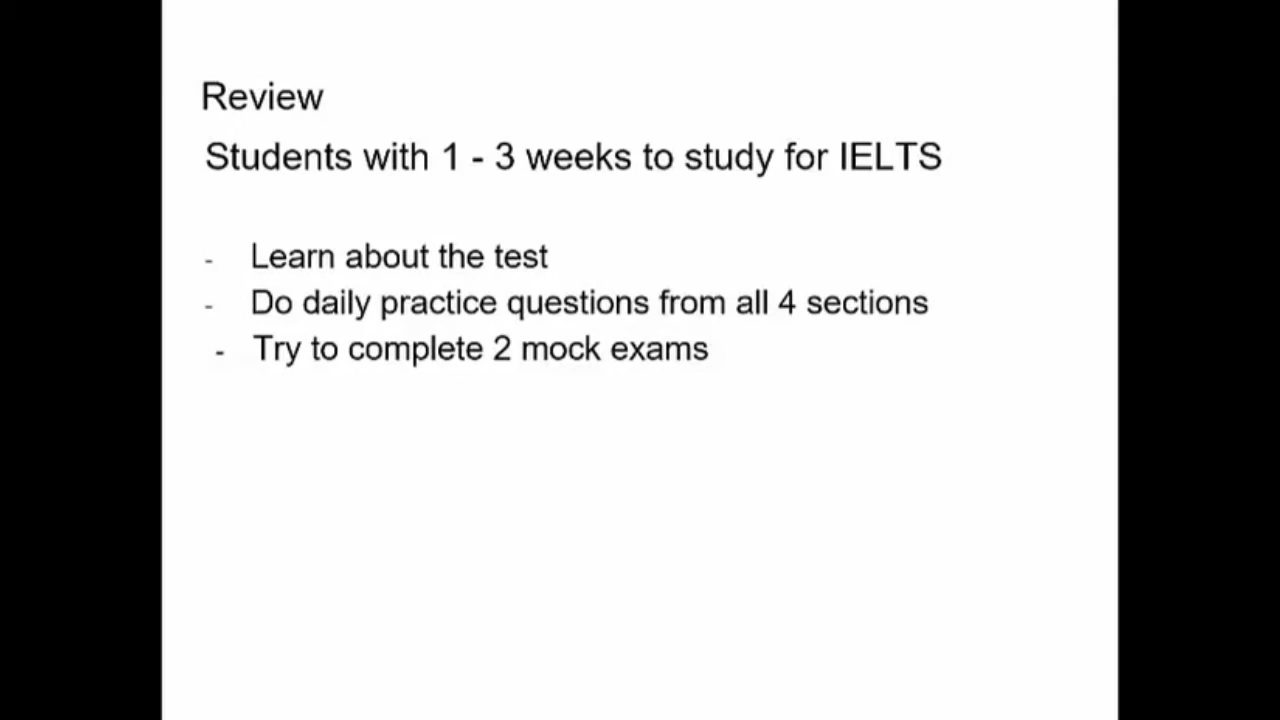 Review
Students with 1 - 3 weeks to study for IELTS
- Learn about the test
- Do daily practice questions from all 4 sections
- Try to complete 2 mock exams